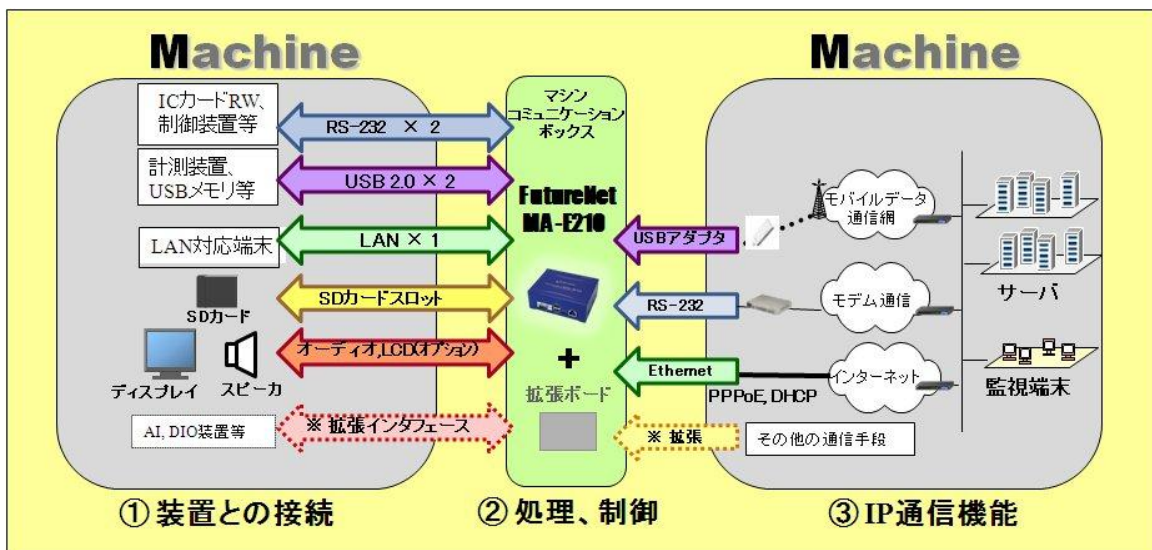 Machine
Machine
ICカードRW、
制御装置等
RS-232 × 2
計測装置、
USBメモリ等
USB 2.0 × 2
LAN対応端末
LAN × 1
SDカード
SDカードスロット
ディスプレイ
スピーカ
オーディオ,LCD(オプション)
AI, DIO装置等
※ 拡張インタフェース
マシン
コミュニケーション
ボックス
FutureNet
MA-E210
+
拡張ボード
USBアダプタ
モバイルデータ
通信網
RS-232
モデム通信
Ethernet
PPPoE, DHCP
インターネット
※ 拡張
その他の通信手段
サーバ
監視端末
① 装置との接続
② 処理、制御
③ IP通信機能